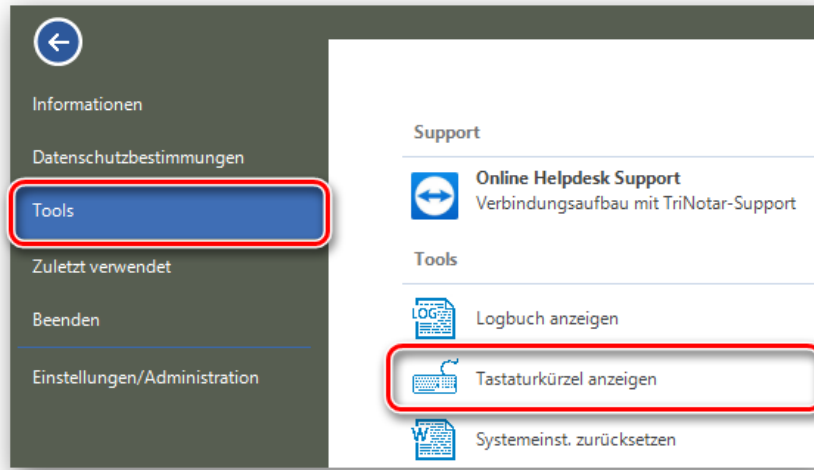 Informationen
Datenschutzbestimmungen
Tools
Zuletzt verwendet
Beenden
Einstellungen/Administration
Support
Online Helpdesk Support
Verbindungsaufbau mit TriNotar-Support
Tools
LOG
Logbuch anzeigen
Tastaturkürzel anzeigen
W
Systemeinst. zurücksetzen